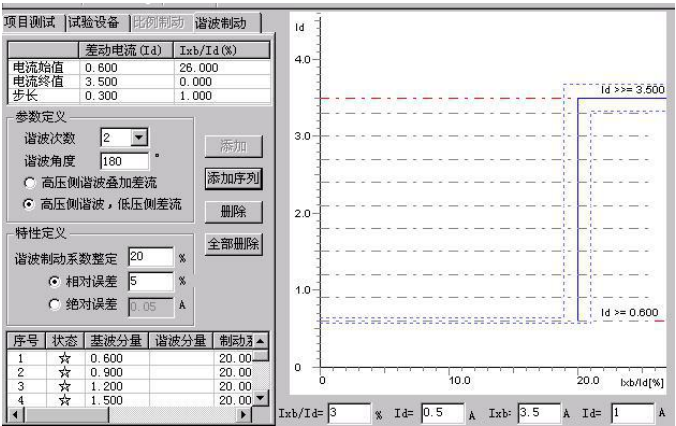 项目测试 试验设备 比例制动 谐波制动
差动电流(Id) Ixb/Id(%)
电流始值 0.600 26.000
电流终值 3.500 0.000
步长 0.300 1.000
参数定义
谐波次数 2
谐波角度 180 °
高压侧谐波叠加差流
高压侧谐波，低压侧差流
添加
添加序列
删除
全部删除
特性定义
谐波制动系数整定 20 %
相对误差 5 %
绝对误差 0.05 A
序号 状态 基波分量 谐波分量 制动系
1 ☆ 0.600 20.00
2 ☆ 0.900 20.00
3 ☆ 1.200 20.00
4 ☆ 1.500 20.00
Id
4.0
3.0
2.0
1.0
0
Id >>= 3.500
Id >= 0.600
0 10.0 20.0 Ixb/Id[%]
Ixb/Id= 3 % Id= 0.5 A Ixb= 3.5 A Id= 1 A